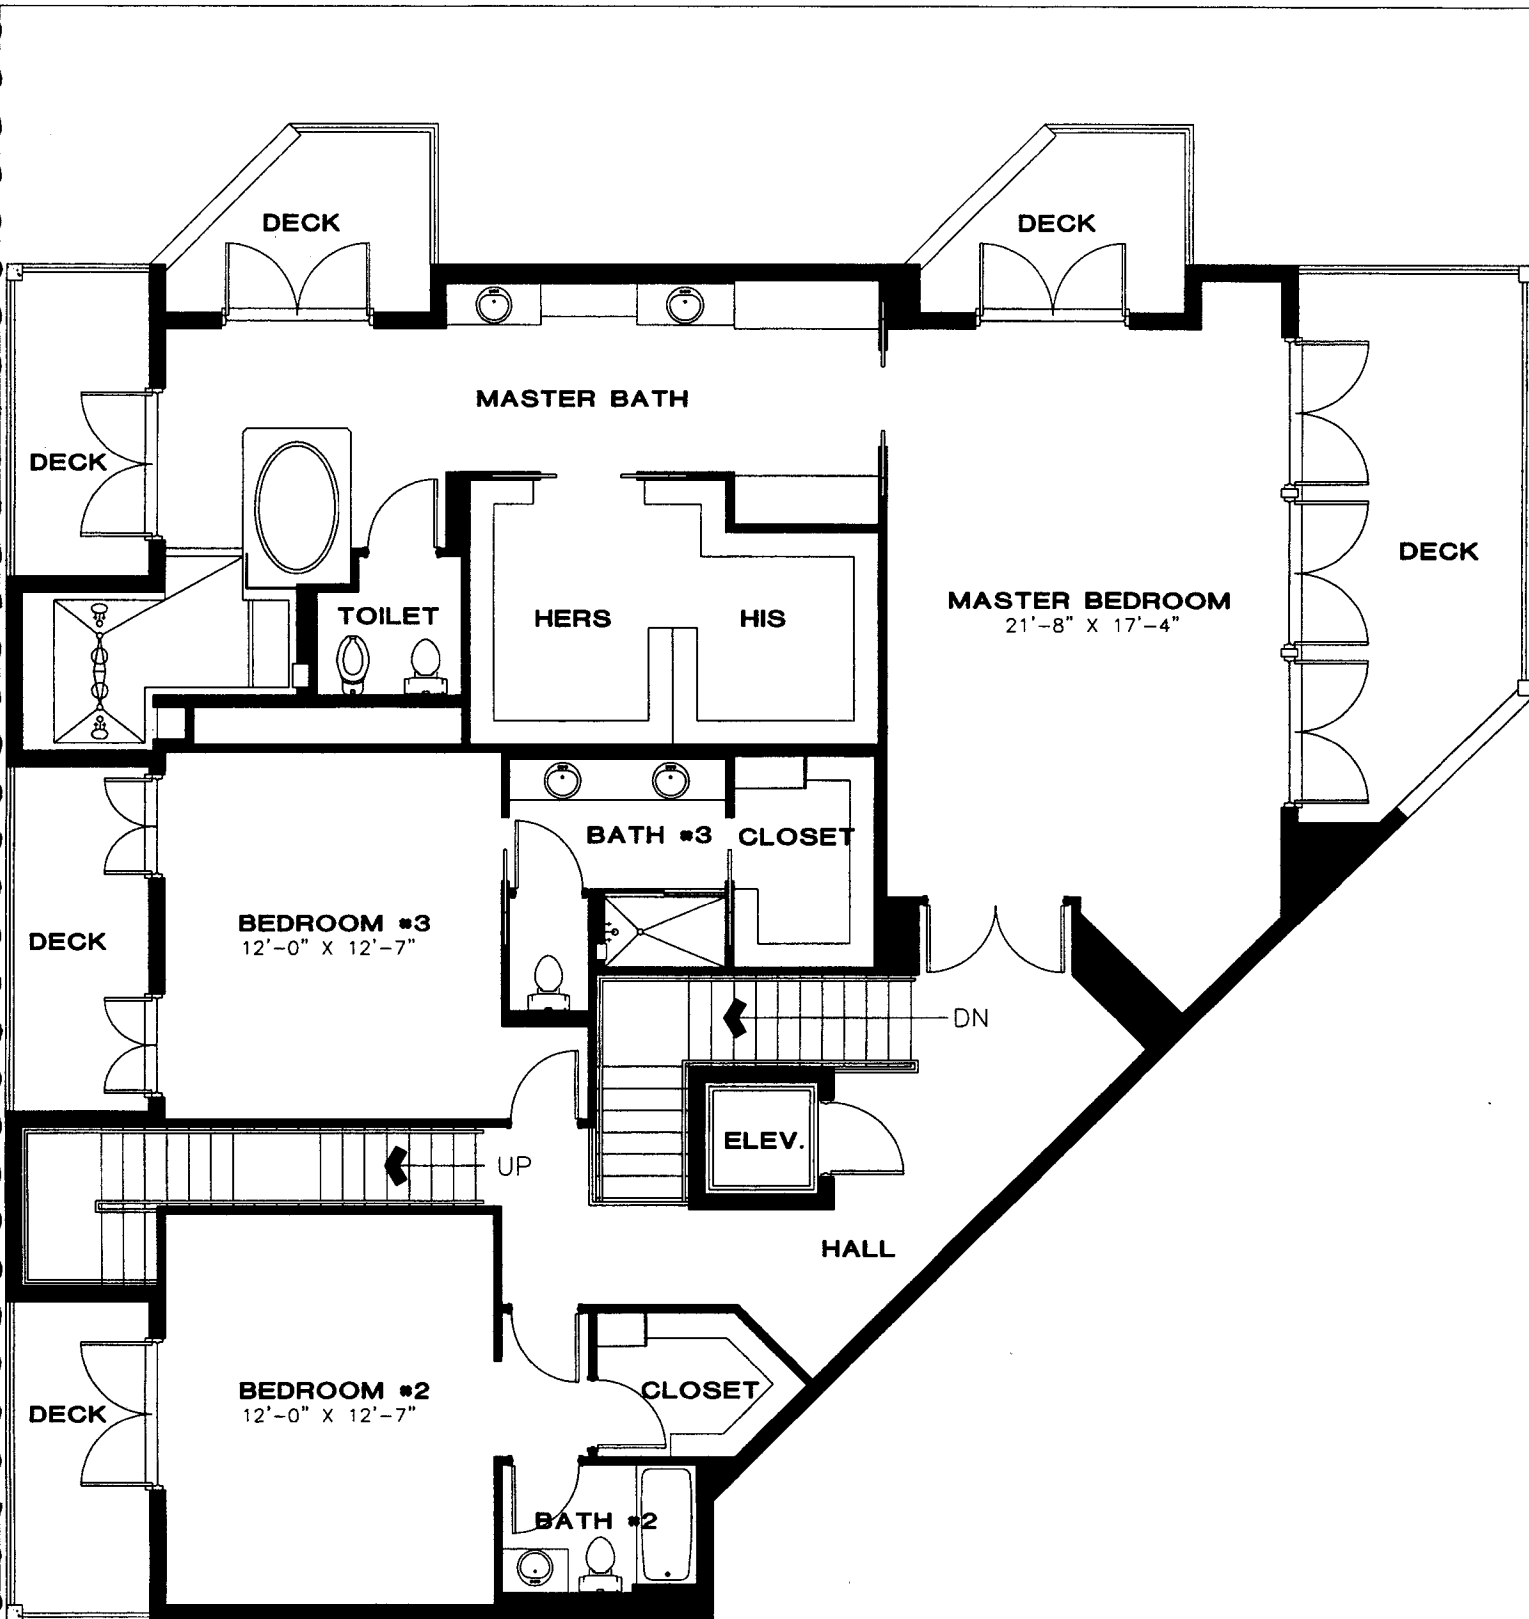 DECK
DECK
MASTER BATH
DECK
DECK
MASTER BEDROOM
21'-8" X 17'-4"
TOILET
HERS
HIS
BATH #3
CLOSET
BEDROOM #3
12'-0" X 12'-7"
DECK
DN
ELEV.
UP
HALL
BEDROOM #2
12'-0" X 12'-7"
CLOSET
DECK
BATH #2